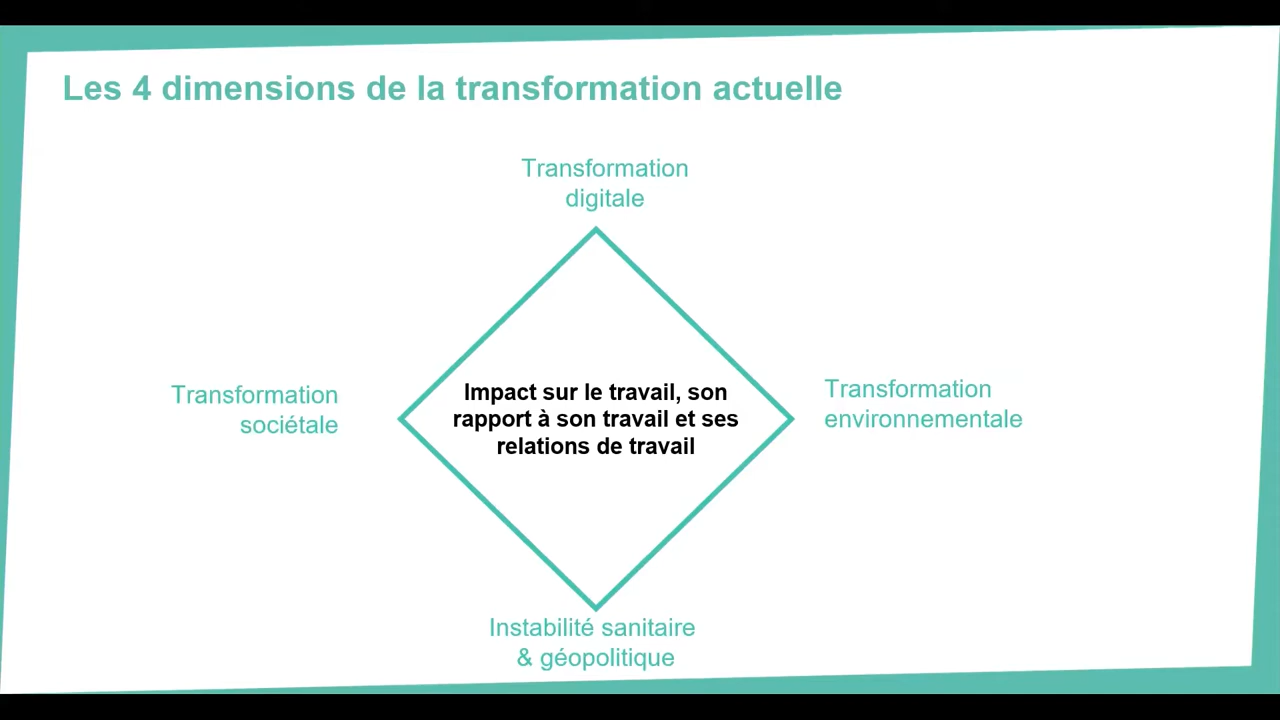 Les 4 dimensions de la transformation actuelle
Transformation
digitale
Transformation
sociétale
Impact sur le travail, son
rapport à son travail et ses
relations de travail
Transformation
environnementale
Instabilité sanitaire
& géopolitique